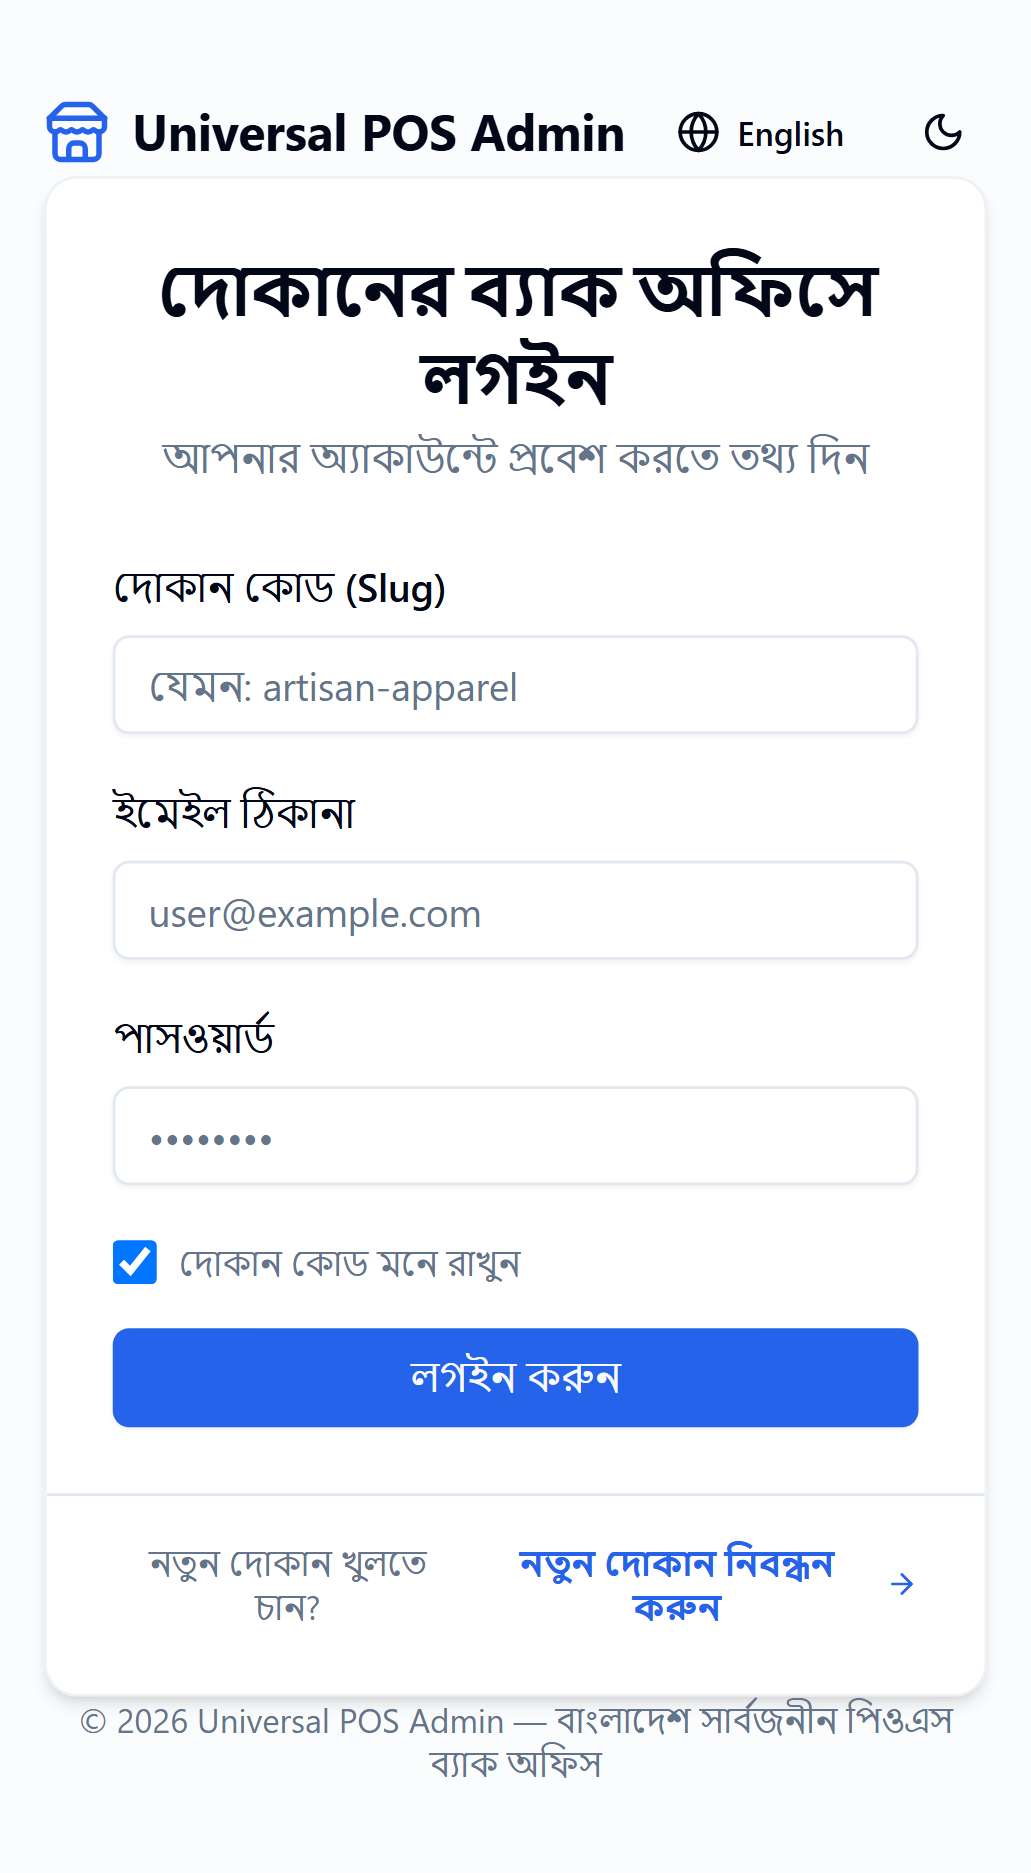 Universal POS Admin
English
দোকানের ব্যাক অফিসে
লগইন
আপনার অ্যাকাউন্টে প্রবেশ করতে তথ্য দিন
দোকান কোড (Slug)
যেমন: artisan-apparel
ইমেইল ঠিকানা
user@example.com
পাসওয়ার্ড
••••••••
দোকান কোড মনে রাখুন
লগইন করুন
নতুন দোকান খুলতে
চান?
নতুন দোকান নিবন্ধন
করুন
© 2026 Universal POS Admin — বাংলাদেশ সার্বজনীন পিওএস
ব্যাক অফিস